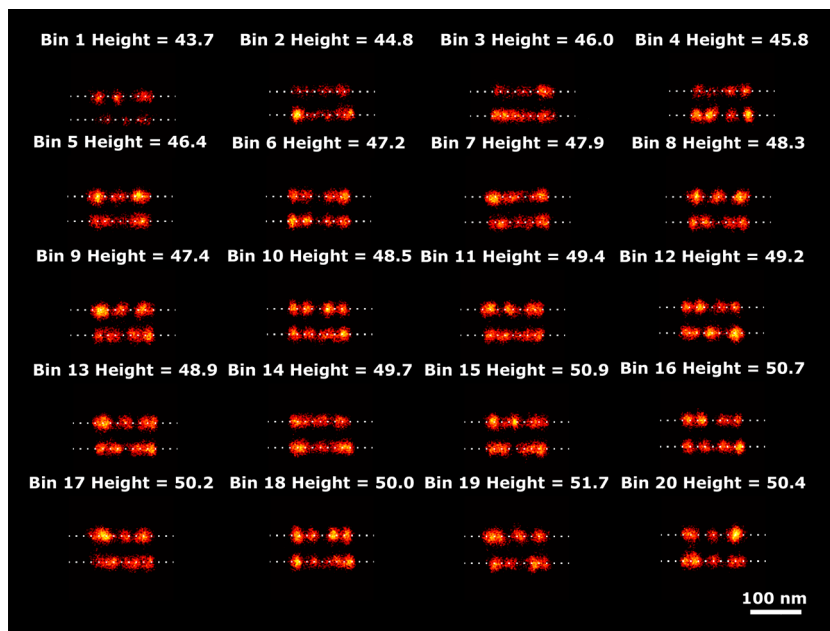 Bin 1 Height = 43.7 Bin 2 Height = 44.8 Bin 3 Height = 46.0 Bin 4 Height = 45.8
Bin 5 Height = 46.4 Bin 6 Height = 47.2 Bin 7 Height = 47.9 Bin 8 Height = 48.3
Bin 9 Height = 47.4 Bin 10 Height = 48.5 Bin 11 Height = 49.4 Bin 12 Height = 49.2
Bin 13 Height = 48.9 Bin 14 Height = 49.7 Bin 15 Height = 50.9 Bin 16 Height = 50.7
Bin 17 Height = 50.2 Bin 18 Height = 50.0 Bin 19 Height = 51.7 Bin 20 Height = 50.4
100 nm